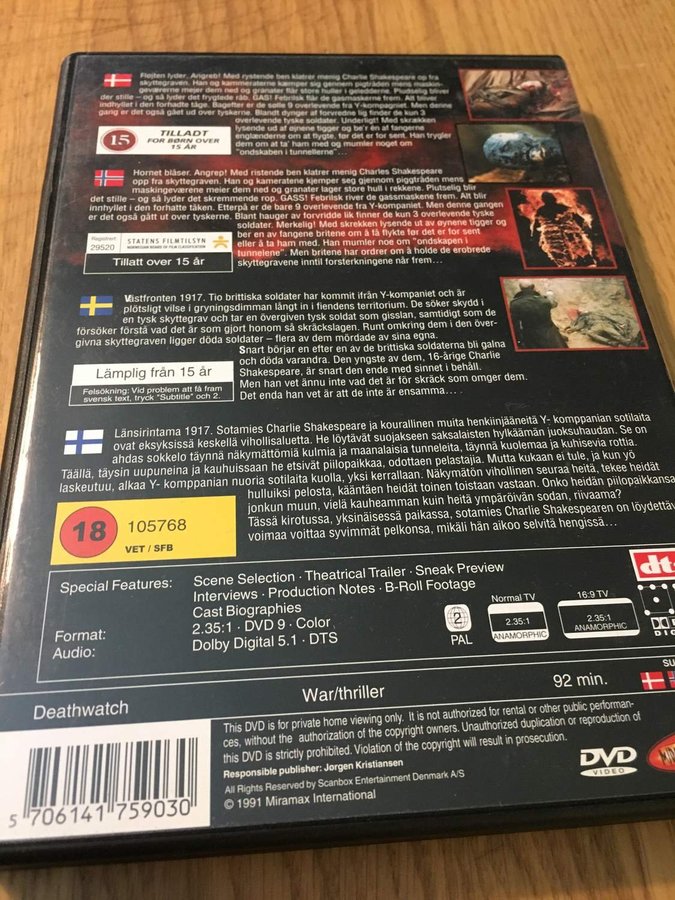 Fløjten lyder, Angreb! Med rystende ben klatrer menig Charlie Shakespeare op fra
skyttegraven. Han og kammeraterne kæmper sig gennem pigtråden mens maskin-
geværerne mejer dem ned og granater flår store huller i geledderne. Pludselig bliver
der stille – og så lyder det frygtede råb. GAS! Febrilsk flår de gasmaskerne frem. Alt bliver
indhyllet i den forhadte tåge. Bagefter er de sølle 9 overlevende fra Y-kompagniet. Men denne
gang er det også gået ud over tyskerne. Blandt dynger af forvredne lig finder de kun 3
overlevende tyske soldater. Underligt! Med skrækken
lysende ud af øjnene tigger og be'r én af fangerne
englænderne om at flygte, før det er for sent. Han trygler
dem om at ta' ham med og mumler noget om
"ondskaben i tunnellerne"...
15
TILLADT
FOR BØRN OVER
15 ÅR
Hornet blåser. Angrep! Med ristende ben klatrer menig Charles Shakespeare
opp fra skyttegraven. Han og kameratene kjemper seg gjennom piggtråden mens
maskingeværene meier dem ned og granater lager store hull i rekkene. Plutselig blir
det stille – og så lyder det skremmende rop. GASS! Febrilsk river de gassmaskene frem. Alt blir
innhyllet i den forhatte tåken. Etterpå er de bare 9 overlevende fra Y-kompaniet. Men denne gangen
er det også gått ut over tyskerne. Blant hauger av forvridde lik finner de kun 3 overlevende tyske
soldater. Merkelig! Med skrekken lysende ut av øynene tigger og
ber en av fangene britene om å få flykte før det er for sent
eller å ta ham med. Han mumler noe om "ondskapen i
tunnelene". Men britene har ordrer om å holde de erobrede
skyttegravene inntil forsterkningene når frem...
Registrert
29520
STATENS FILMTILSYN
NORWEGIAN BOARD OF FILM CLASSIFICATION
Tillatt over 15 år
Västfronten 1917. Tio brittiska soldater har kommit ifrån Y-kompaniet och är
plötsligt vilse i gryningsdimman långt in i fiendens territorium. De söker skydd i
en tysk skyttegrav och tar en övergiven tysk soldat som gisslan, samtidigt som de
försöker förstå vad det är som gjort honom så skräckslagen. Runt omkring dem i den över-
givna skyttegraven ligger döda soldater – flera av dem mördade av sina egna.
Snart börjar en efter en av de brittiska soldaterna bli galna
och döda varandra. Den yngste av dem, 16-årige Charlie
Shakespeare, är snart den ende med sinnet i behåll.
Men han vet ännu inte vad det är för skräck som omger dem.
Det enda han vet är att de inte är ensamma...
Lämplig från 15 år
Felsökning: Vid problem att få fram
svensk text, tryck "Subtitle" och 2.
Länsirintama 1917. Sotamies Charlie Shakespeare ja kourallinen muita henkiinjääneitä Y- komppanian sotilaita
ovat eksyksissä keskellä vihollisaluetta. He löytävät suojakseen saksalaisten hylkäämän juoksuhaudan. Se on
ahdas sokkelo täynnä näkymättömiä kulmia ja maanalaisia tunneleita, täynnä kuolemaa ja kuhisevia rottia.
Täällä, täysin uupuneina ja kauhuissaan he etsivät piilopaikkaa, odottaen pelastajia. Mutta kukaan ei tule, ja kun yö
laskeutuu, alkaa Y- komppanian nuoria sotilaita kuolla, yksi kerrallaan. Näkymätön vihollinen seuraa heitä, tekee heidät
hulluiksi pelosta, kääntäen heidät toinen toistaan vastaan. Onko heidän piilopaikkansa
jonkun muun, vielä kauheamman kuin heitä ympäröivän sodan, riivaama?
Tässä kirotussa, yksinäisessä paikassa, sotamies Charlie Shakespearen on löydettävä
voimaa voittaa syvimmät pelkonsa, mikäli hän aikoo selvitä hengissä...
18
105768
VET / SFB
Special Features: Scene Selection · Theatrical Trailer · Sneak Preview
Interviews · Production Notes · B-Roll Footage
Cast Biographies
Format: 2.35:1 · DVD 9 · Color
Audio: Dolby Digital 5.1 · DTS
2
PAL
Normal TV
2.35:1
ANAMORPHIC
16:9 TV
2.35:1
ANAMORPHIC
dts
Deathwatch
War/thriller
92 min.
This DVD is for private home viewing only. It is not authorized for rental or other public performan-
ces, without the authorization of the copyright owners. Unauthorized duplication or reproduction of
this DVD is strictly prohibited. Violation of the copyright will result in prosecution.
Responsible publisher: Jørgen Kristiansen
All Rights Reserved by Scanbox Entertainment Denmark A/S
© 1991 Miramax International
DVD
VIDEO
5 706141 759030